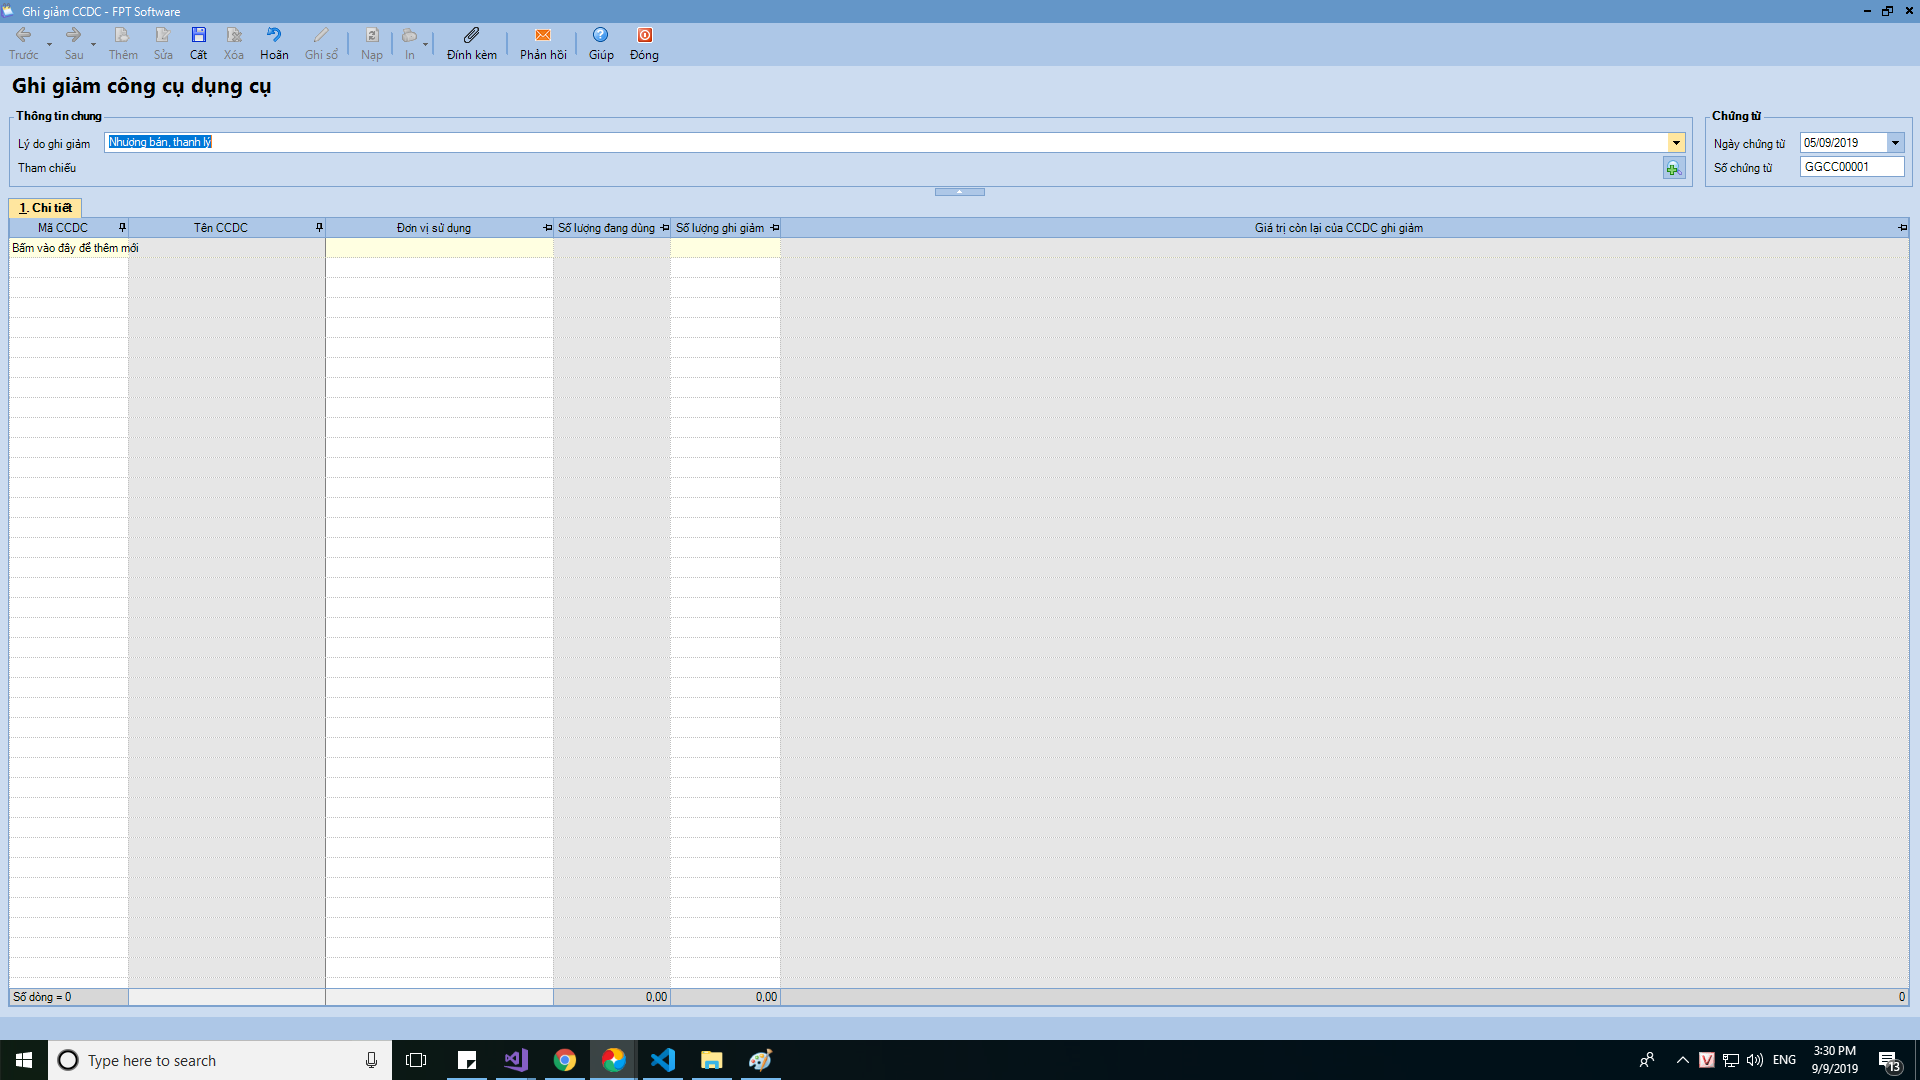 Ghi giảm CCDC - FPT Software
Trước Sau Thêm Sửa Cất Xóa Hoãn Ghi sổ Nạp In Đính kèm Phản hồi Giúp Đóng
Ghi giảm công cụ dụng cụ
Thông tin chung Chứng từ
Lý do ghi giảm Nhượng bán, thanh lý Ngày chứng từ 05/09/2019
Tham chiếu Số chứng từ GGCC00001
1. Chi tiết
Mã CCDC Tên CCDC Đơn vị sử dụng Số lượng đang dùng Số lượng ghi giảm Giá trị còn lại của CCDC ghi giảm
Bấm vào đây để thêm mới
Số dòng = 0 0,00 0,00 0
Type here to search ENG 3:30 PM
9/9/2019 13